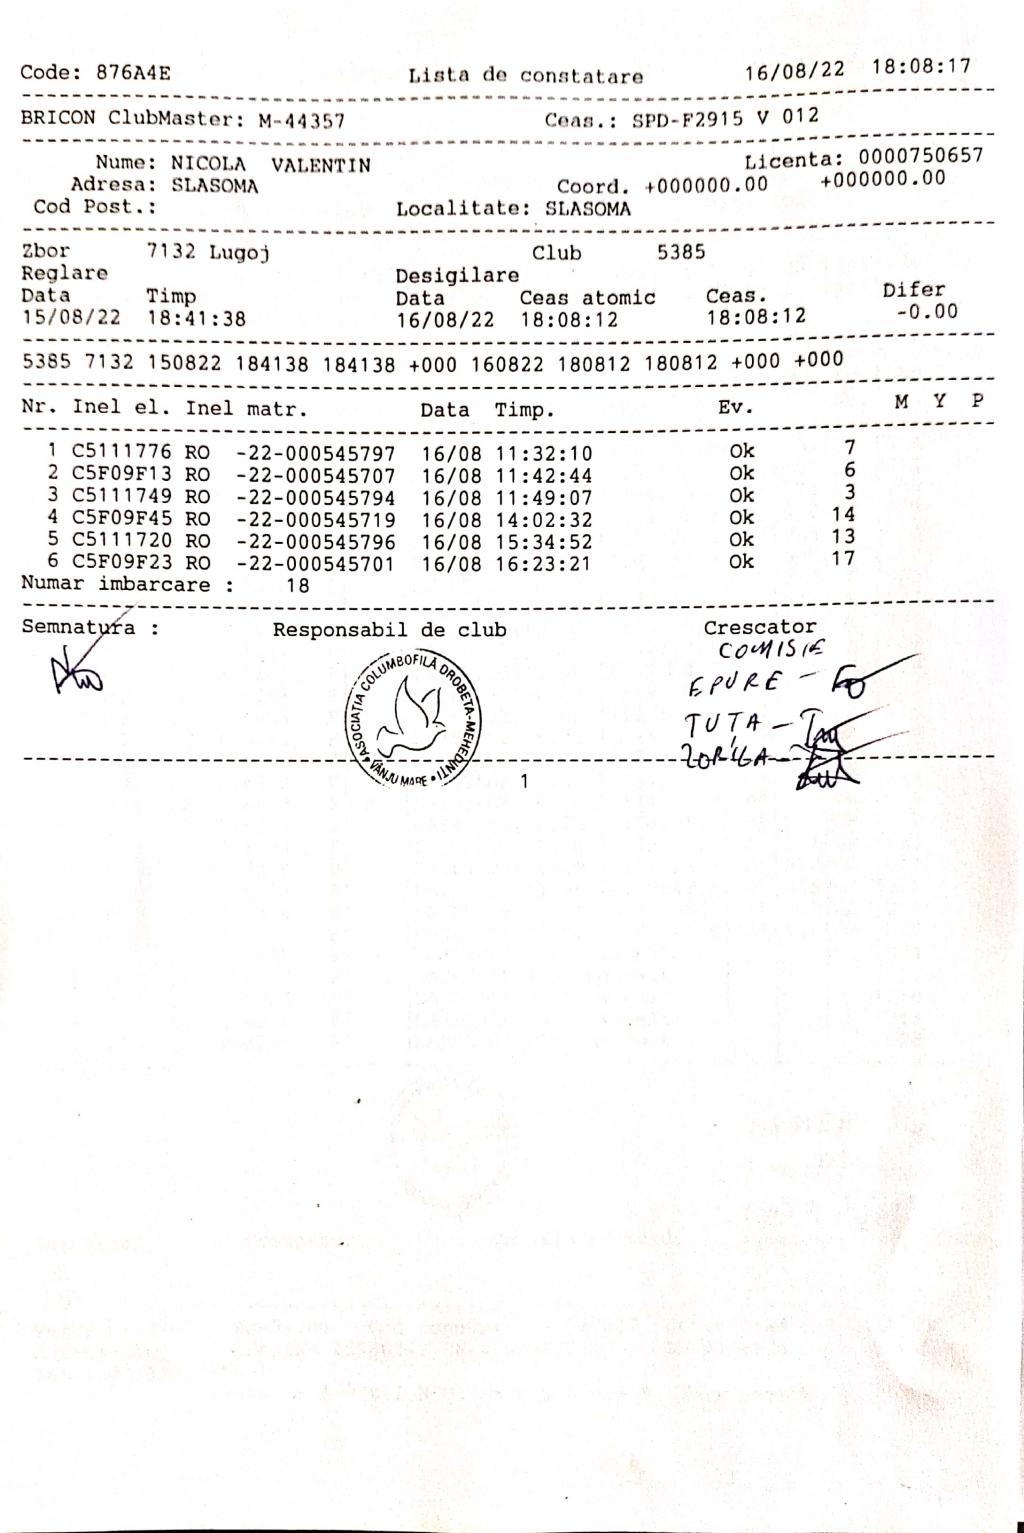 Code: 876A4E Lista de constatare 16/08/22 18:08:17
BRICON ClubMaster: M-44357 Ceas.: SPD-F2915 V 012
Nume: NICOLA VALENTIN Licenta: 0000750657
Adresa: SLASOMA Coord. +000000.00 +000000.00
Cod Post.: Localitate: SLASOMA
Zbor 7132 Lugoj Club 5385
Reglare Desigilare
Data Timp Data Ceas atomic Ceas. Difer
15/08/22 18:41:38 16/08/22 18:08:12 18:08:12 -0.00
5385 7132 150822 184138 184138 +000 160822 180812 180812 +000 +000
Nr. Inel el. Inel matr. Data Timp. Ev. M Y P
1 C5111776 RO -22-000545797 16/08 11:32:10 Ok 7
2 C5F09F13 RO -22-000545707 16/08 11:42:44 Ok 6
3 C5111749 RO -22-000545794 16/08 11:49:07 Ok 3
4 C5F09F45 RO -22-000545719 16/08 14:02:32 Ok 14
5 C5111720 RO -22-000545796 16/08 15:34:52 Ok 13
6 C5F09F23 RO -22-000545701 16/08 16:23:21 Ok 17
Numar imbarcare : 18
Semnatura : Responsabil de club Crescator
COMISIE
EPURE -
TUȚA -
ASOCIAȚIA COLUMBOFILĂ DROBETA-MEHEDINȚI
VÂNJU MARE
1